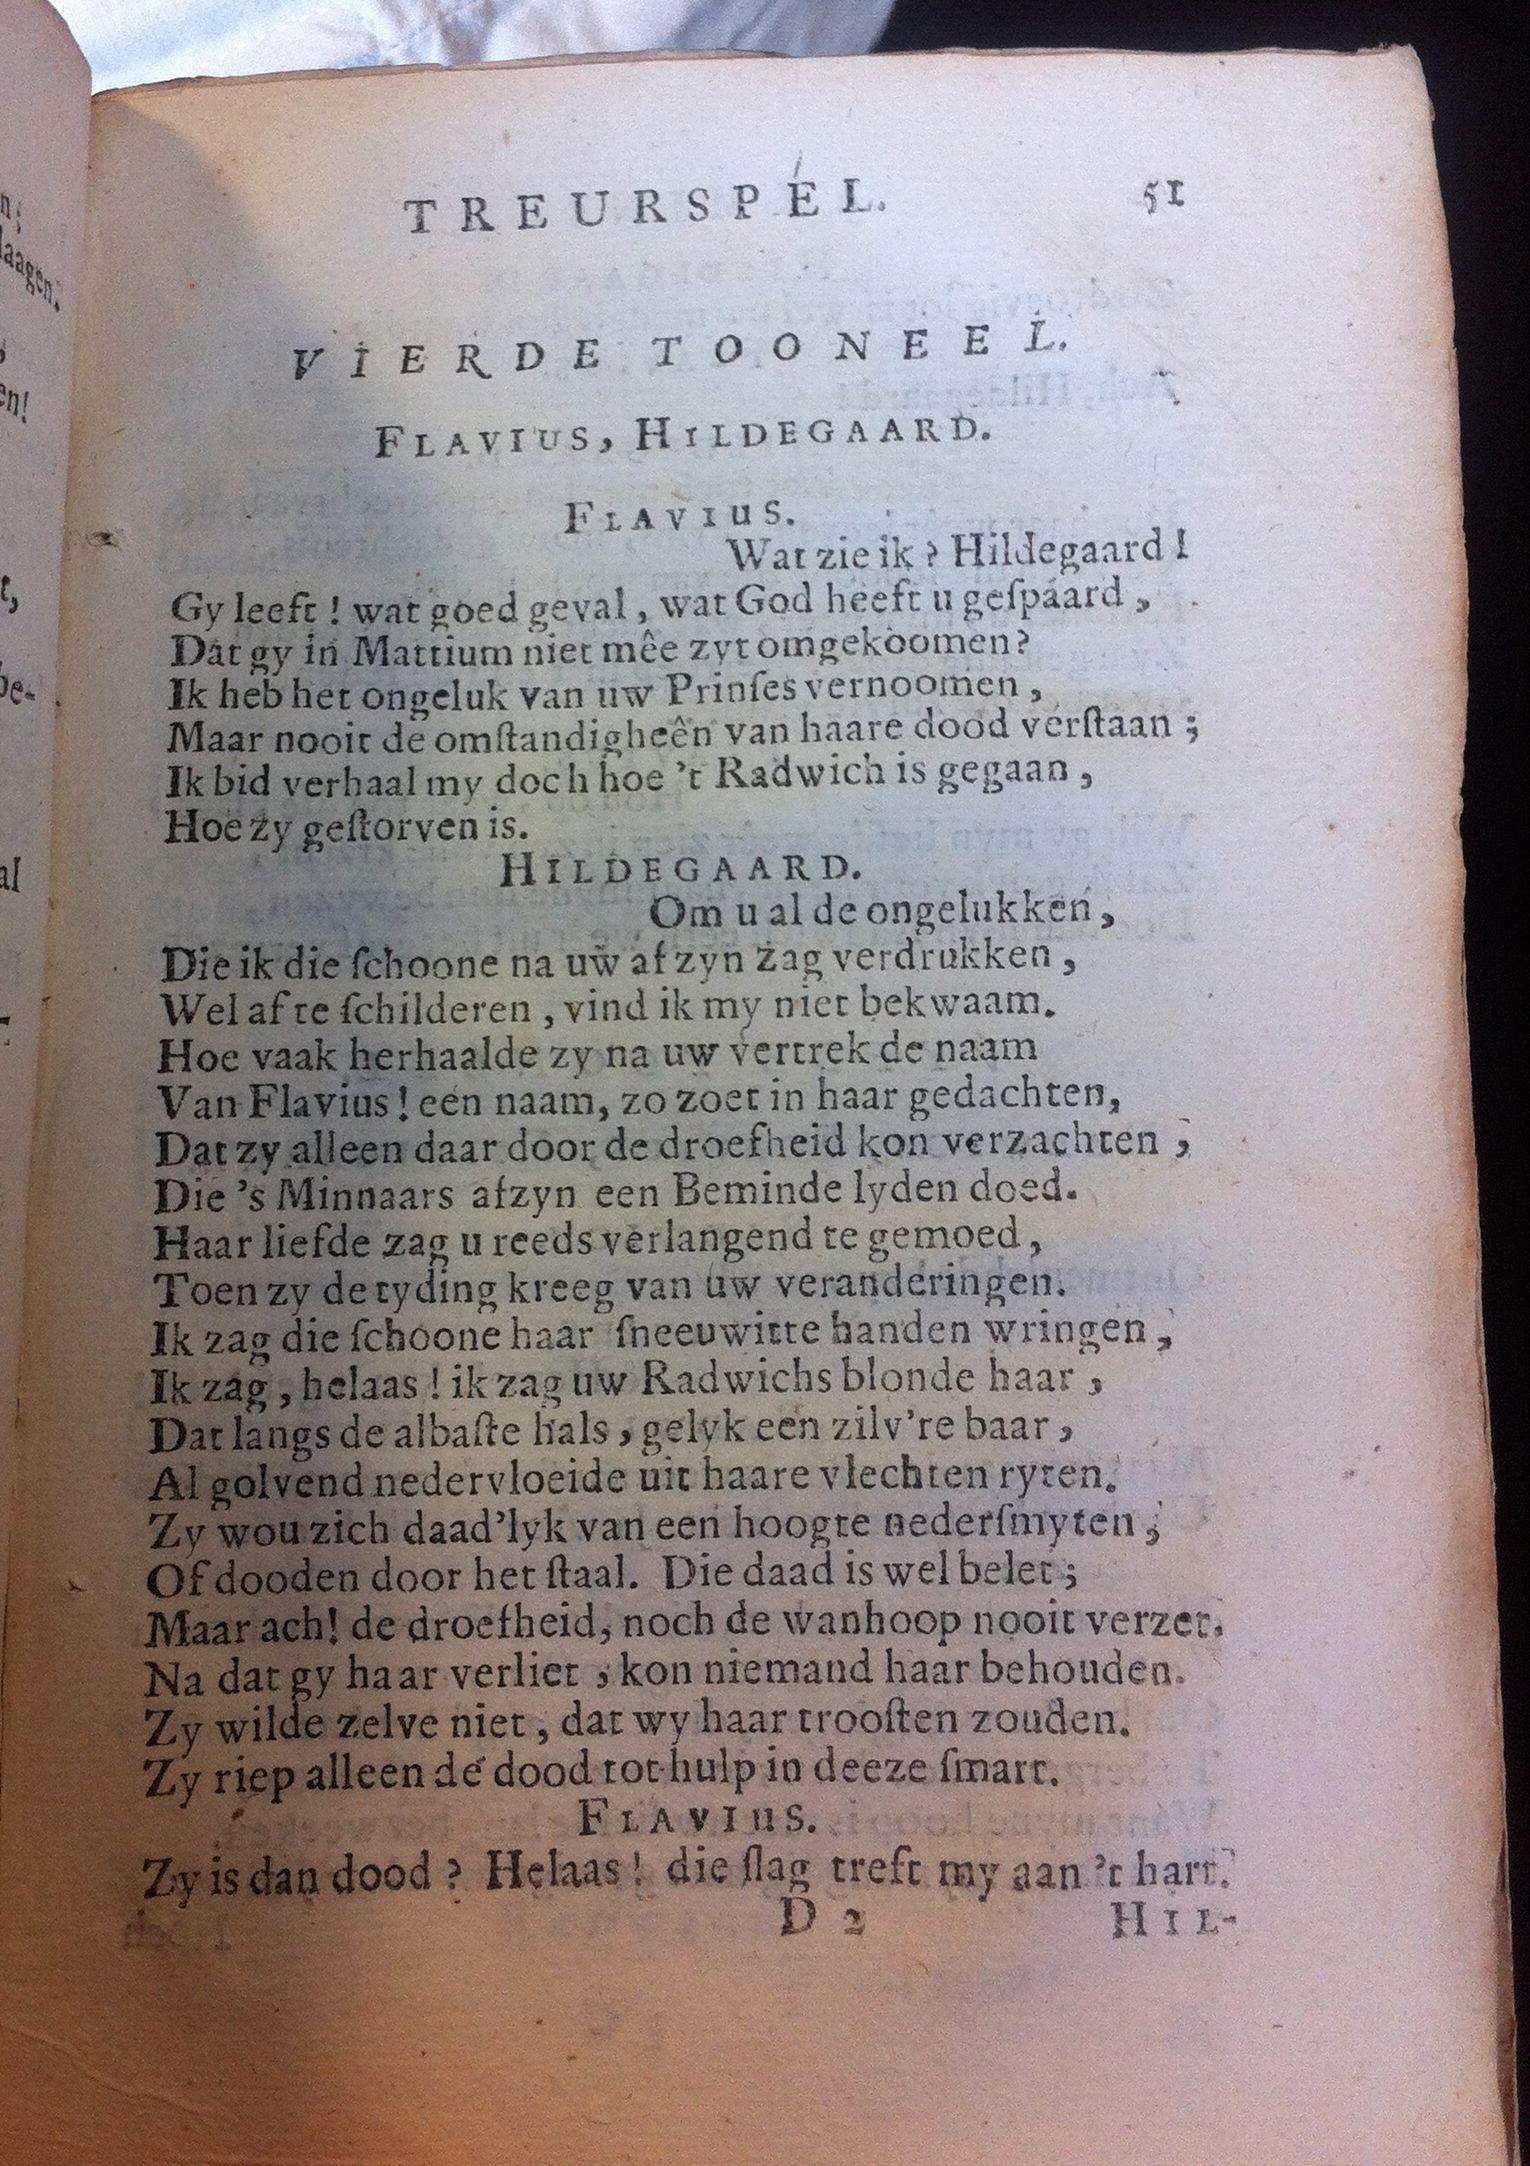 TREURSPEL. 51
VIERDE TOONEEL.
FLAVIUS, HILDEGAARD.
FLAVIUS.
Wat zie ik? Hildegaard!
Gy leeft! wat goed geval, wat God heeft u geſpaard,
Dat gy in Mattium niet mêe zyt omgekoomen?
Ik heb het ongeluk van uw Prinſes vernoomen,
Maar nooit de omſtandigheên van haare dood verſtaan;
Ik bid verhaal my doch hoe 't Radwich is gegaan,
Hoe zy geſtorven is.
HILDEGAARD.
Om u al de ongelukken,
Die ik die ſchoone na uw af zyn zag verdrukken,
Wel af te ſchilderen, vind ik my niet bekwaam.
Hoe vaak herhaalde zy na uw vertrek de naam
Van Flavius! een naam, zo zoet in haar gedachten,
Dat zy alleen daar door de droefheid kon verzachten,
Die 's Minnaars afzyn een Beminde lyden doed.
Haar liefde zag u reeds verlangend te gemoed,
Toen zy de tyding kreeg van uw veranderingen.
Ik zag die ſchoone haar ſneeuwitte handen wringen,
Ik zag, helaas! ik zag uw Radwichs blonde haar,
Dat langs de albaſte hals, gelyk een zilv're baar,
Al golvend nedervloeide uit haare vlechten ryten.
Zy wou zich daad'lyk van een hoogte nederſmyten,
Of dooden door het ſtaal. Die daad is wel belet;
Maar ach! de droefheid, noch de wanhoop nooit verzet.
Na dat gy haar verliet, kon niemand haar behouden.
Zy wilde zelve niet, dat wy haar trooſten zouden.
Zy riep alleen de dood tot hulp in deeze ſmart.
FLAVIUS.
Zy is dan dood? Helaas! die ſlag treft my aan 't hart.
D 2 HIL-